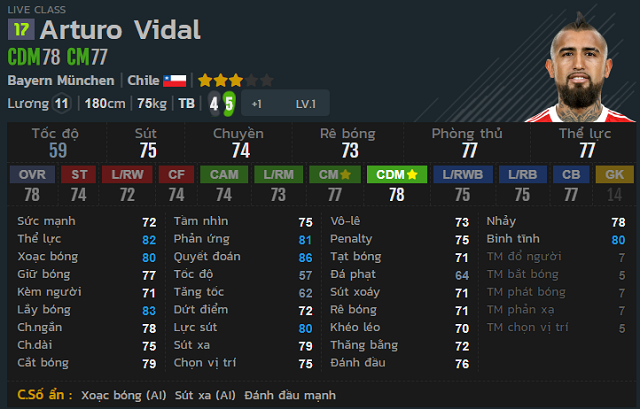 LIVE CLASS
17 Arturo Vidal
CDM78 CM77
Bayern München | Chile
Lương 11 | 180cm | 75kg | TB | 4 5 +1 LV.1
Tốc độ Sút Chuyền Rê bóng Phòng thủ Thể lực
59 75 74 73 77 77
OVR ST L/RW CF CAM L/RM CM CDM L/RWB L/RB CB GK
78 74 72 74 74 73 77 78 75 75 77 14
Sức mạnh 72 Tầm nhìn 75 Vô-lê 73 Nhảy 78
Thể lực 82 Phản ứng 81 Penalty 75 Bình tĩnh 80
Xoạc bóng 80 Quyết đoán 86 Tạt bóng 71 TM đổ người 7
Giữ bóng 77 Tốc độ 57 Đá phạt 64 TM bắt bóng 5
Kèm người 71 Tăng tốc 62 Sút xoáy 71 TM phát bóng 7
Lấy bóng 83 Dứt điểm 72 Rê bóng 71 TM phản xạ 7
Ch.ngắn 78 Lực sút 80 Khéo léo 70 TM chọn vị trí 5
Ch.dài 75 Sút xa 79 Thăng bằng 72
Cắt bóng 79 Chọn vị trí 75 Đánh đầu 76
C.Số ẩn : Xoạc bóng (AI) Sút xa (AI) Đánh đầu mạnh